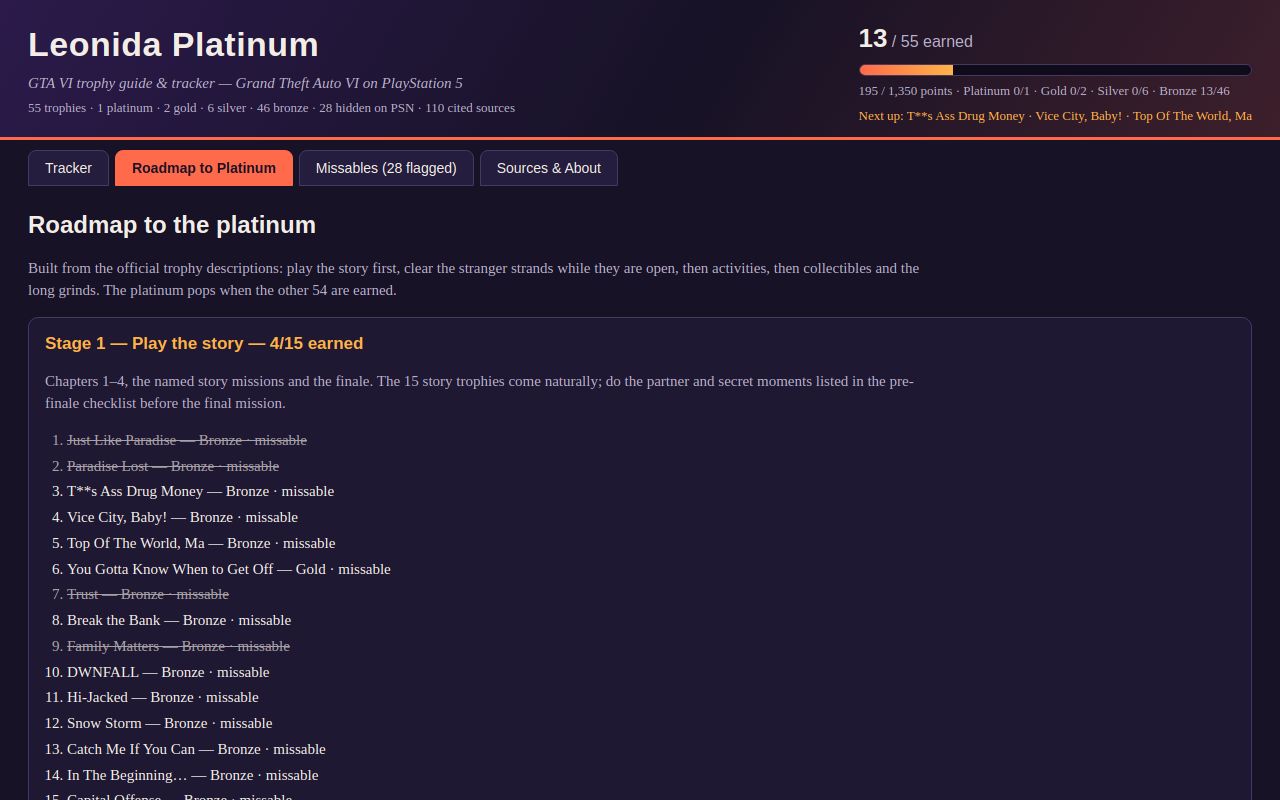 Leonida Platinum
GTA VI trophy guide & tracker — Grand Theft Auto VI on PlayStation 5
55 trophies · 1 platinum · 2 gold · 6 silver · 46 bronze · 28 hidden on PSN · 110 cited sources
13 / 55 earned
195 / 1,350 points · Platinum 0/1 · Gold 0/2 · Silver 0/6 · Bronze 13/46
Next up: T**s Ass Drug Money · Vice City, Baby! · Top Of The World, Ma
Tracker
Roadmap to Platinum
Missables (28 flagged)
Sources & About
Roadmap to the platinum
Built from the official trophy descriptions: play the story first, clear the stranger strands while they are open, then activities, then collectibles and the
long grinds. The platinum pops when the other 54 are earned.
Stage 1 — Play the story — 4/15 earned
Chapters 1–4, the named story missions and the finale. The 15 story trophies come naturally; do the partner and secret moments listed in the pre-
finale checklist before the final mission.
1. Just Like Paradise — Bronze · missable
2. Paradise Lost — Bronze · missable
3. T**s Ass Drug Money — Bronze · missable
4. Vice City, Baby! — Bronze · missable
5. Top Of The World, Ma — Bronze · missable
6. You Gotta Know When to Get Off — Gold · missable
7. Trust — Bronze · missable
8. Break the Bank — Bronze · missable
9. Family Matters — Bronze · missable
10. DWNFALL — Bronze · missable
11. Hi-Jacked — Bronze · missable
12. Snow Storm — Bronze · missable
13. Catch Me If You Can — Bronze · missable
14. In The Beginning… — Bronze · missable
15. Capital Offense — Bronze · missable